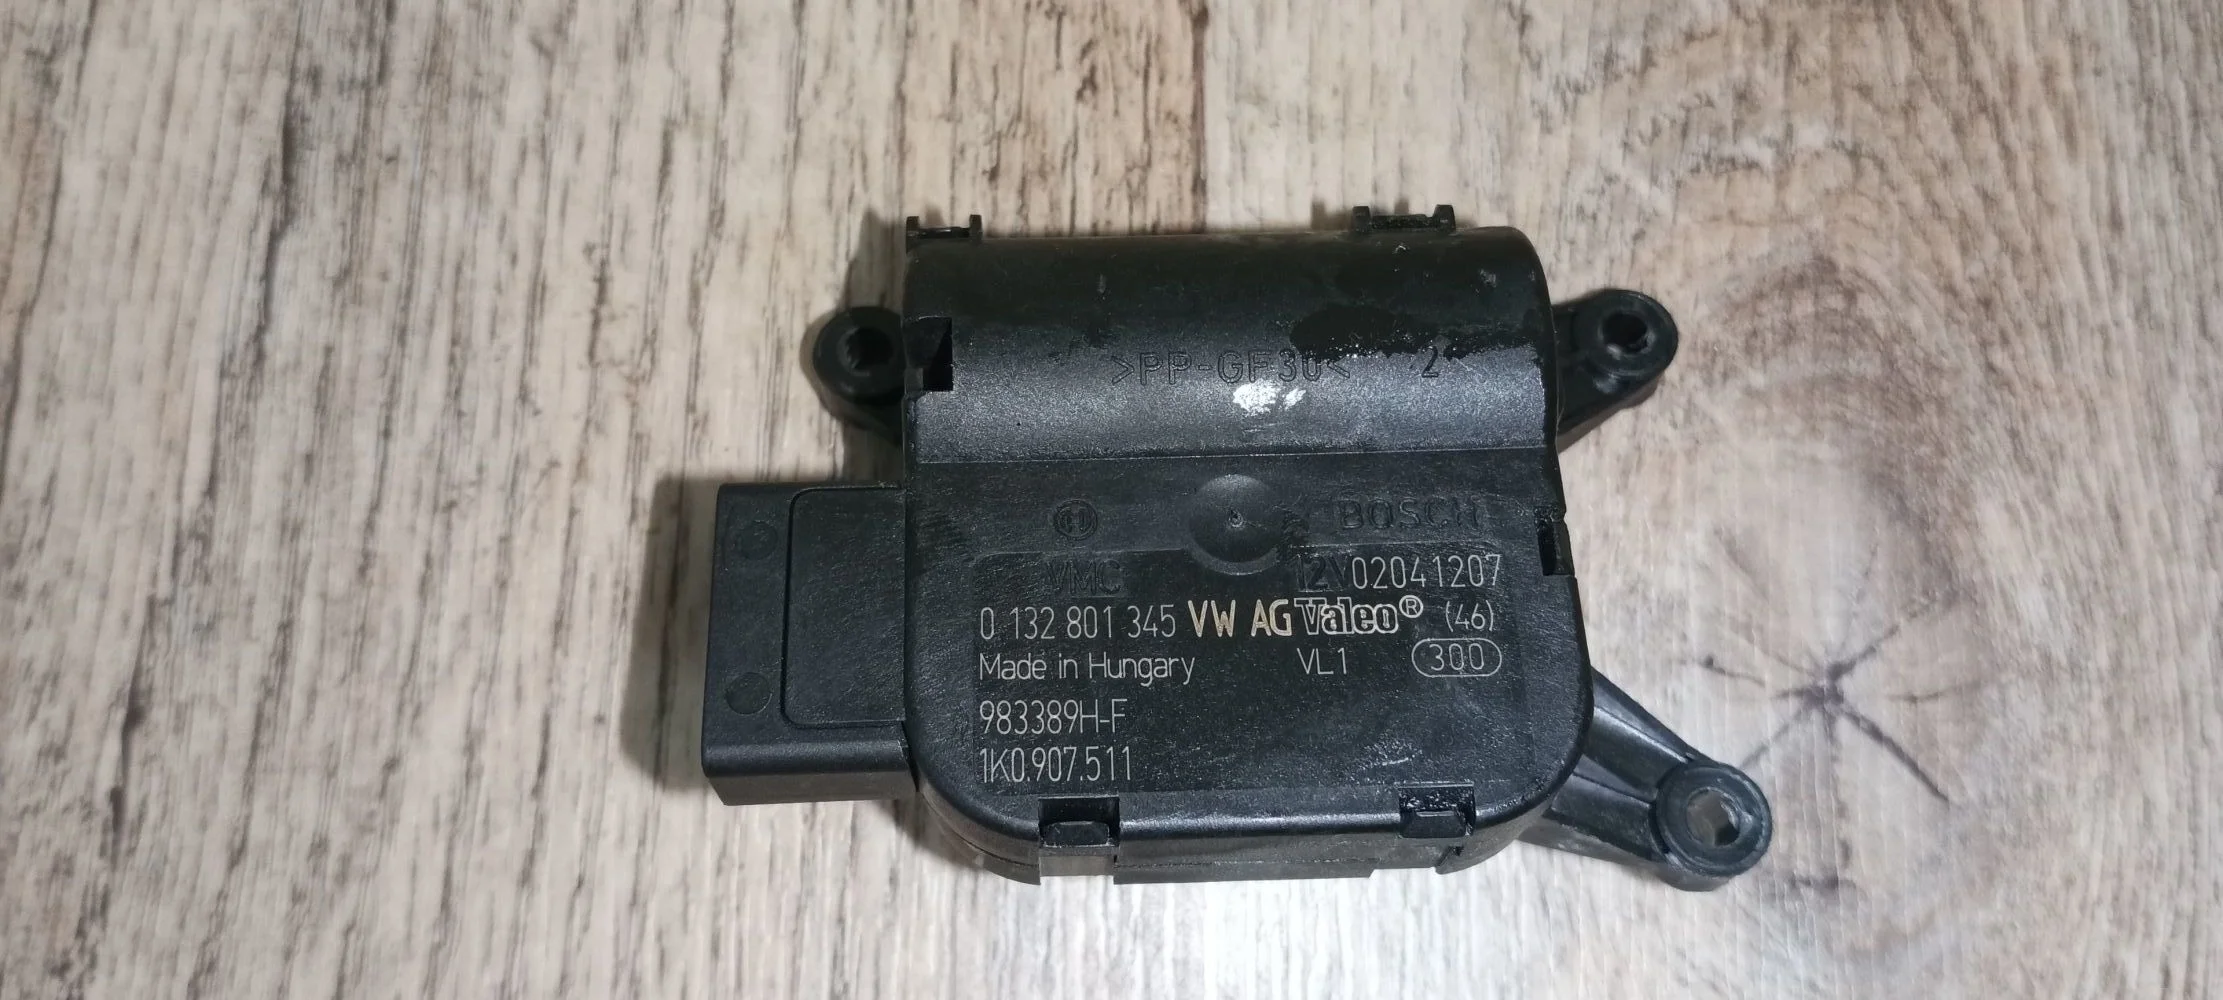 >PP-GF30< 2
BOSCH
VMC 12V 02041207
0 132 801 345 VW AG Valeo® (46)
Made in Hungary VL1 300
983389H-F
1K0.907.511